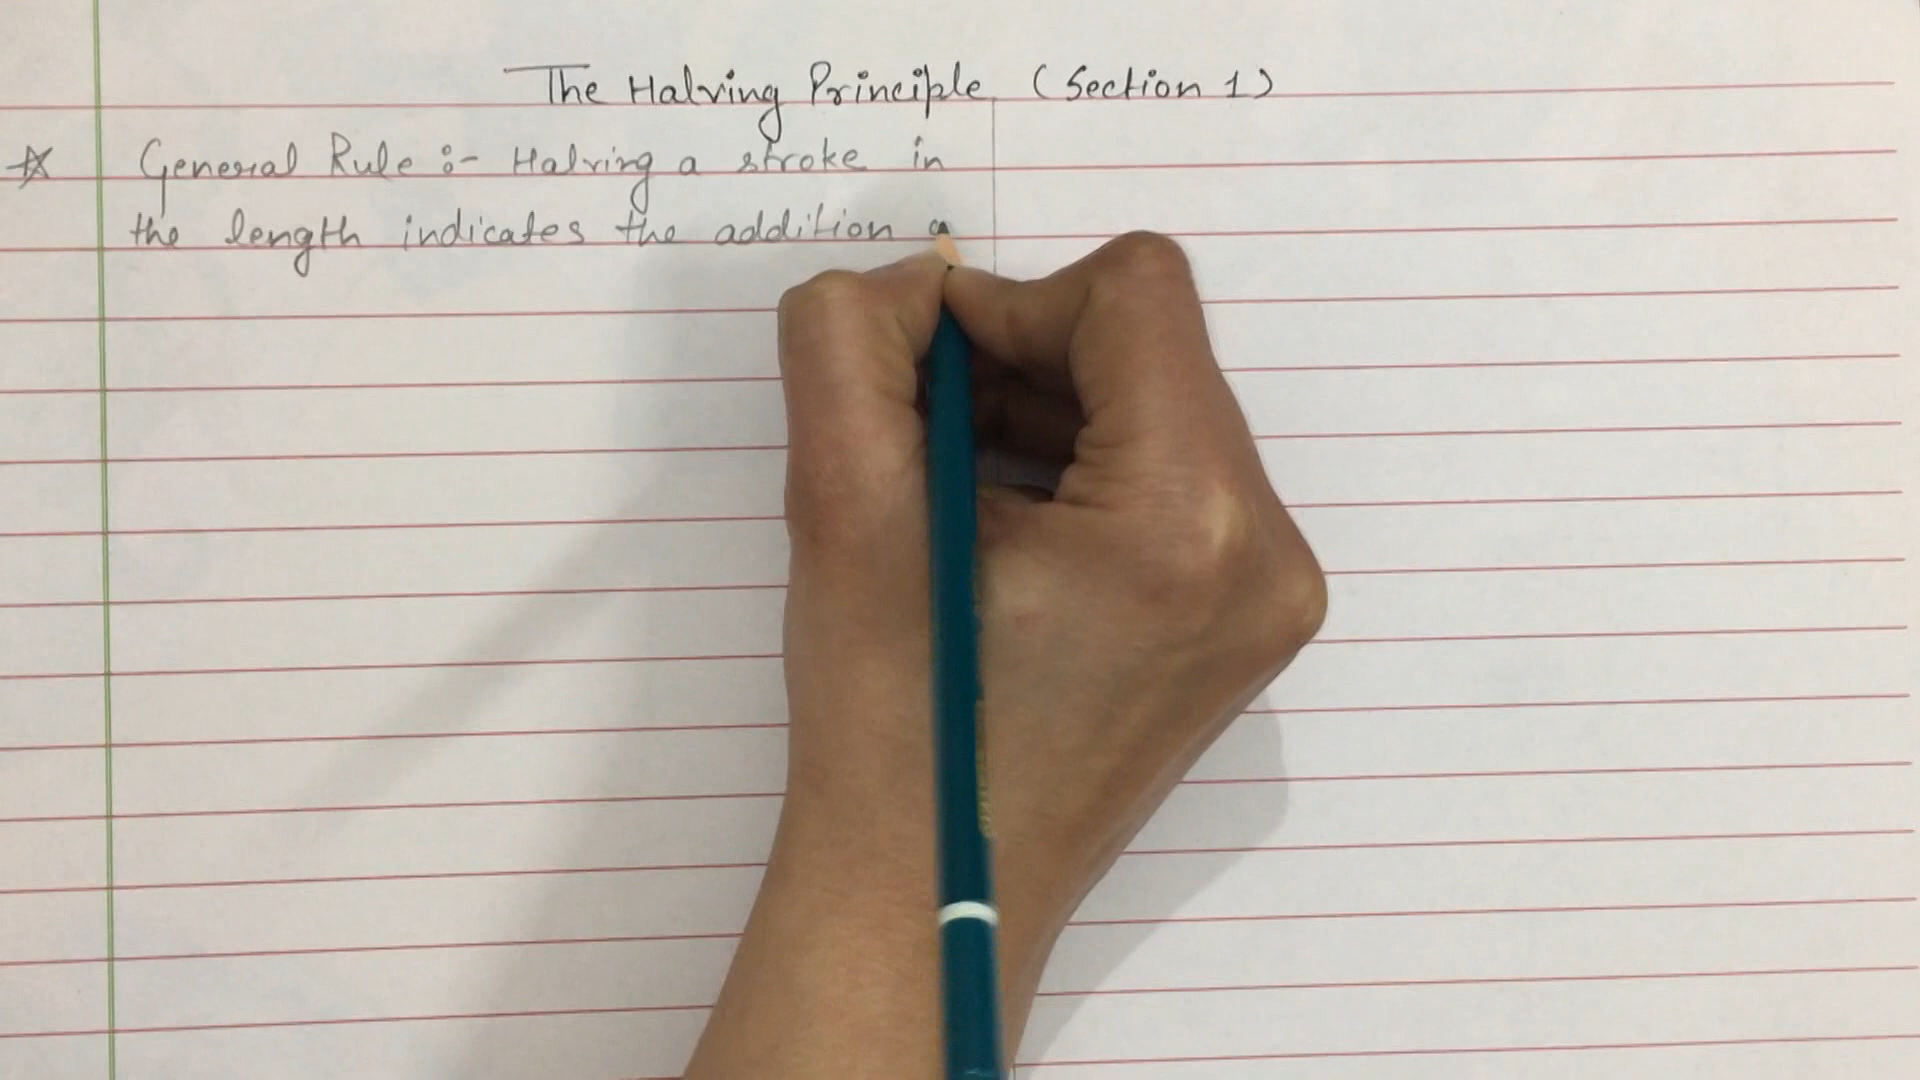 The Halving Principle (Section 1)
☆ General Rule :- Halving a stroke in
the length indicates the addition